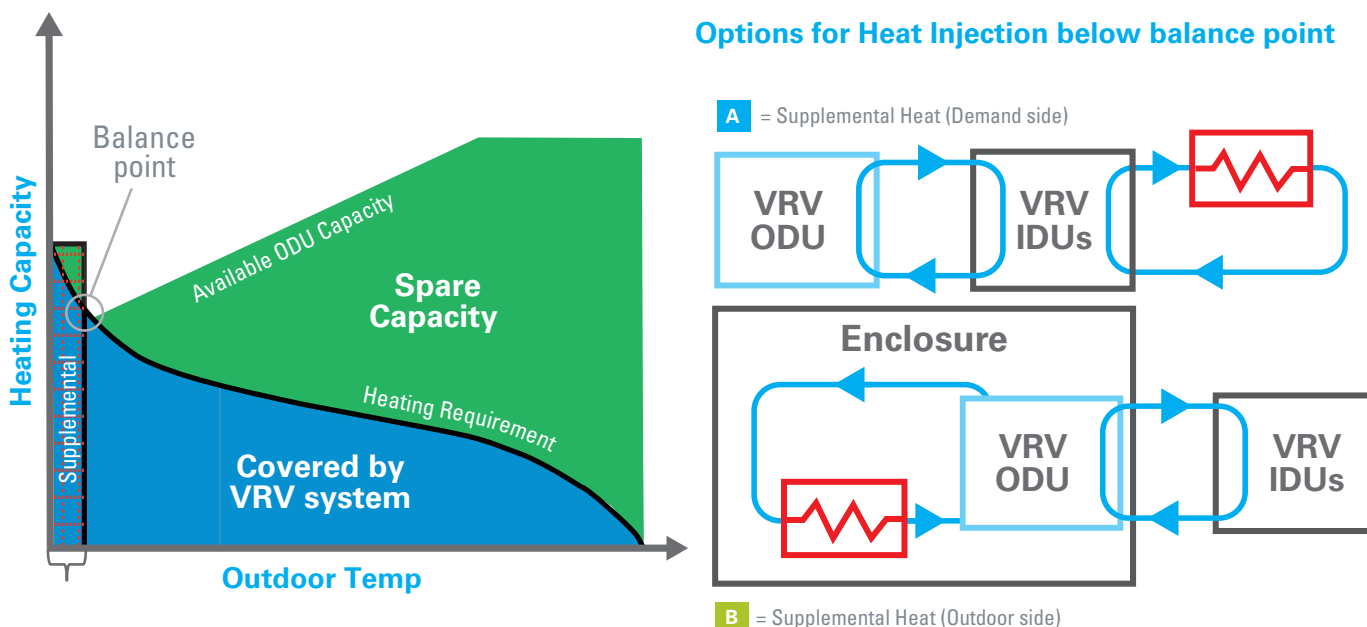 Options for Heat Injection below balance point
Balance
point
Heating Capacity
Available ODU Capacity
Spare
Capacity
Heating Requirement
Supplemental
Covered by
VRV system
Outdoor Temp
A = Supplemental Heat (Demand side)
VRV
ODU
VRV
IDUs
Enclosure
VRV
ODU
VRV
IDUs
B = Supplemental Heat (Outdoor side)